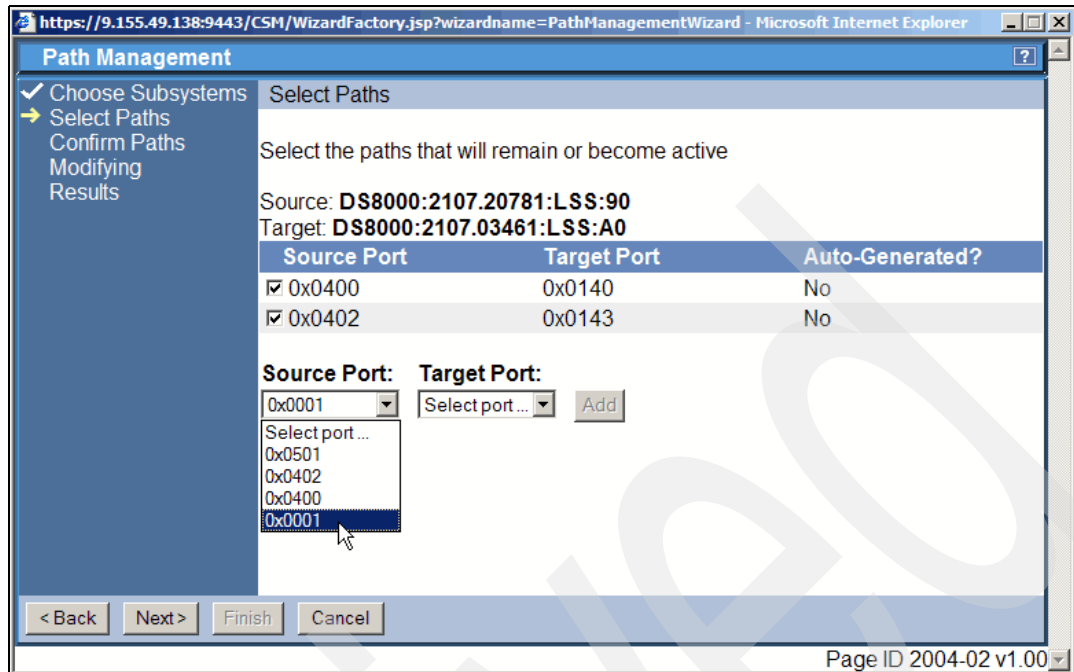 https://9.155.49.138:9443/CSM/WizardFactory.jsp?wizardname=PathManagementWizard - Microsoft Internet Explorer
Path Management
?
Choose Subsystems
Select Paths
Confirm Paths
Modifying
Results
Select Paths
Select the paths that will remain or become active
Source: DS8000:2107.20781:LSS:90
Target: DS8000:2107.03461:LSS:A0
Source Port Target Port Auto-Generated?
0x0400 0x0140 No
0x0402 0x0143 No
Source Port: Target Port:
0x0001 Select port ... Add
Select port ...
0x0501
0x0402
0x0400
0x0001
< Back Next > Finish Cancel
Page ID 2004-02 v1.00